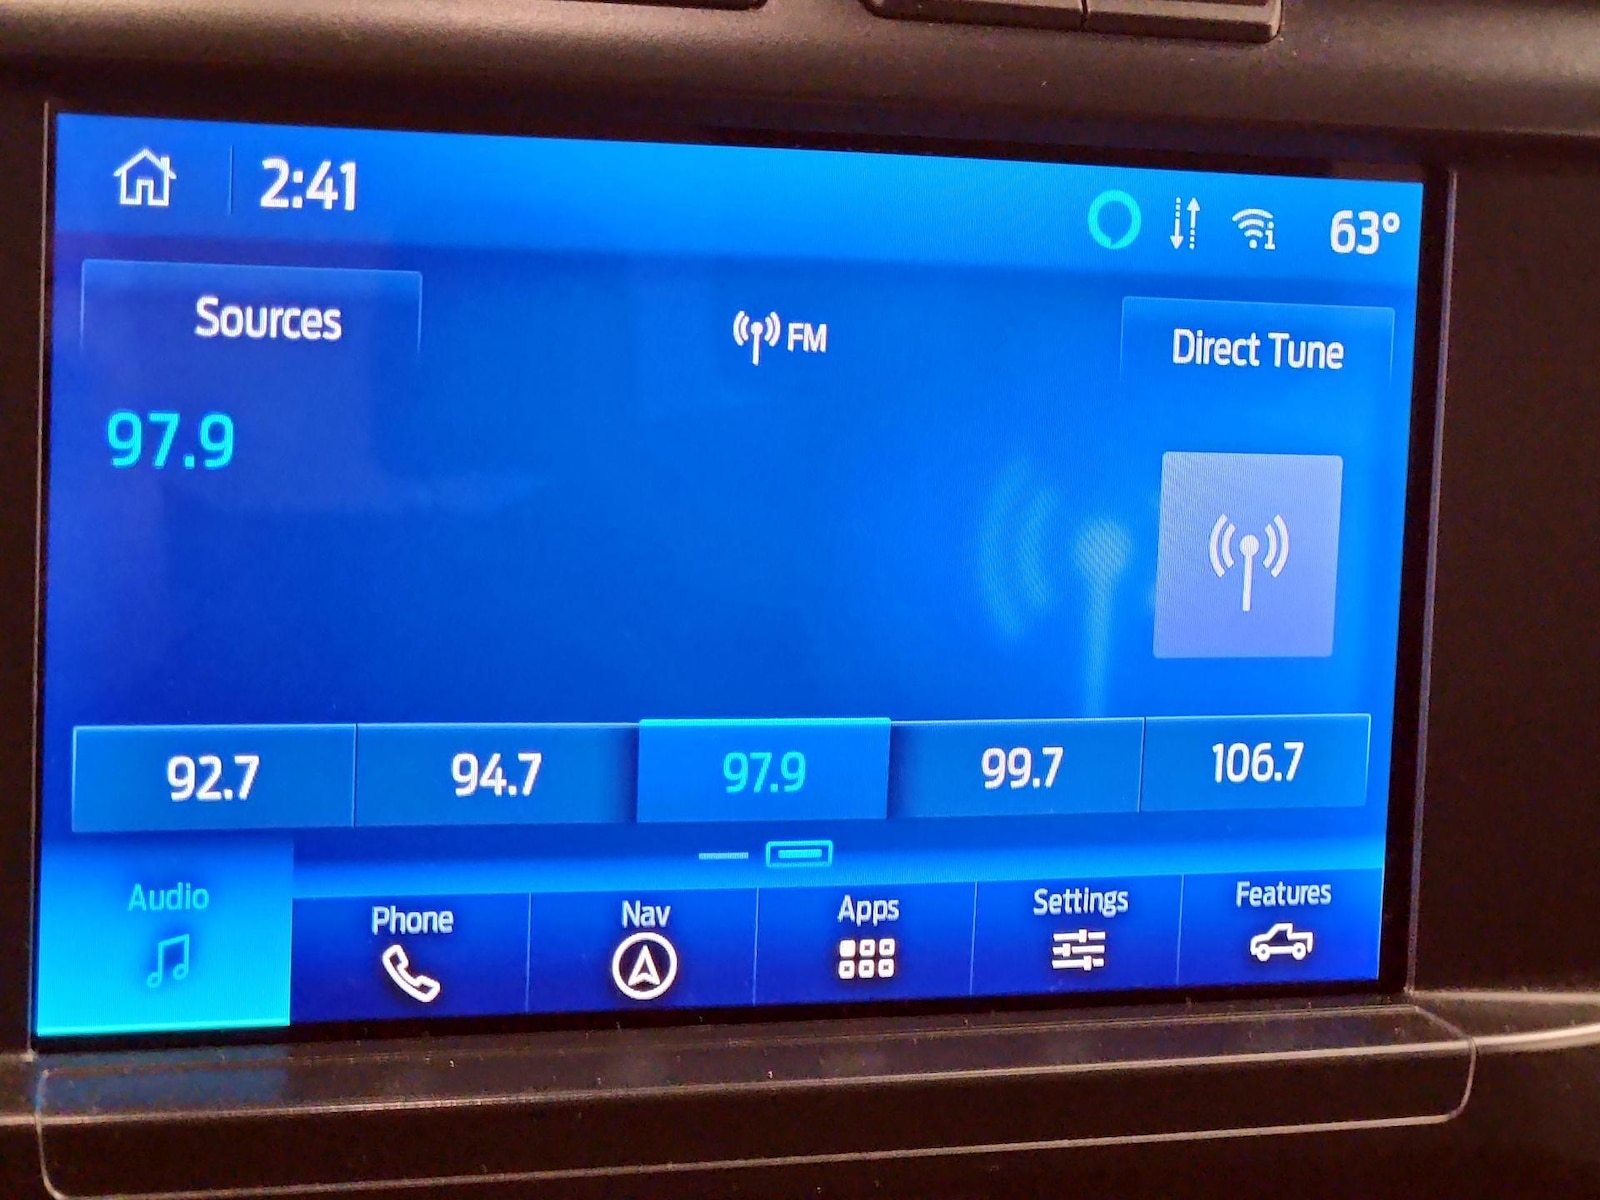 2:41
63°
Sources
FM
Direct Tune
97.9
92.7
94.7
97.9
99.7
106.7
Audio
Phone
Nav
Apps
Settings
Features